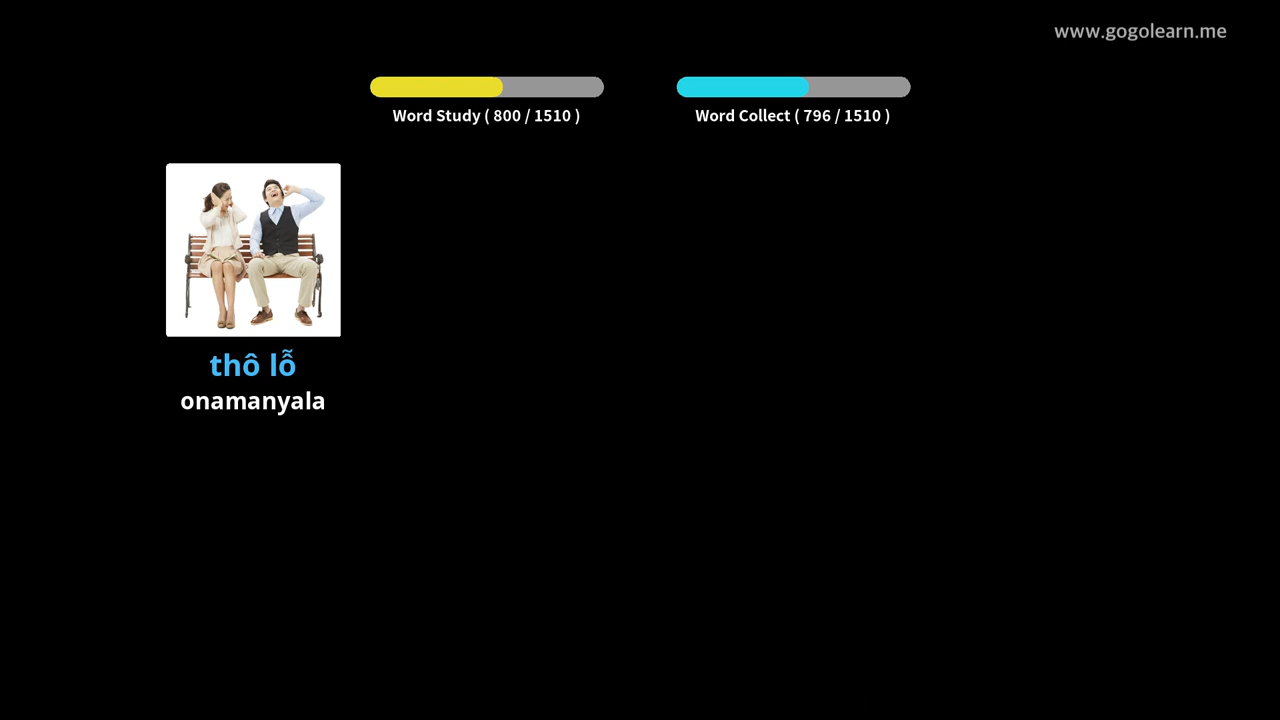 www.gogolearn.me
Word Study ( 800 / 1510 )
Word Collect ( 796 / 1510 )
thô lỗ
onamanyala